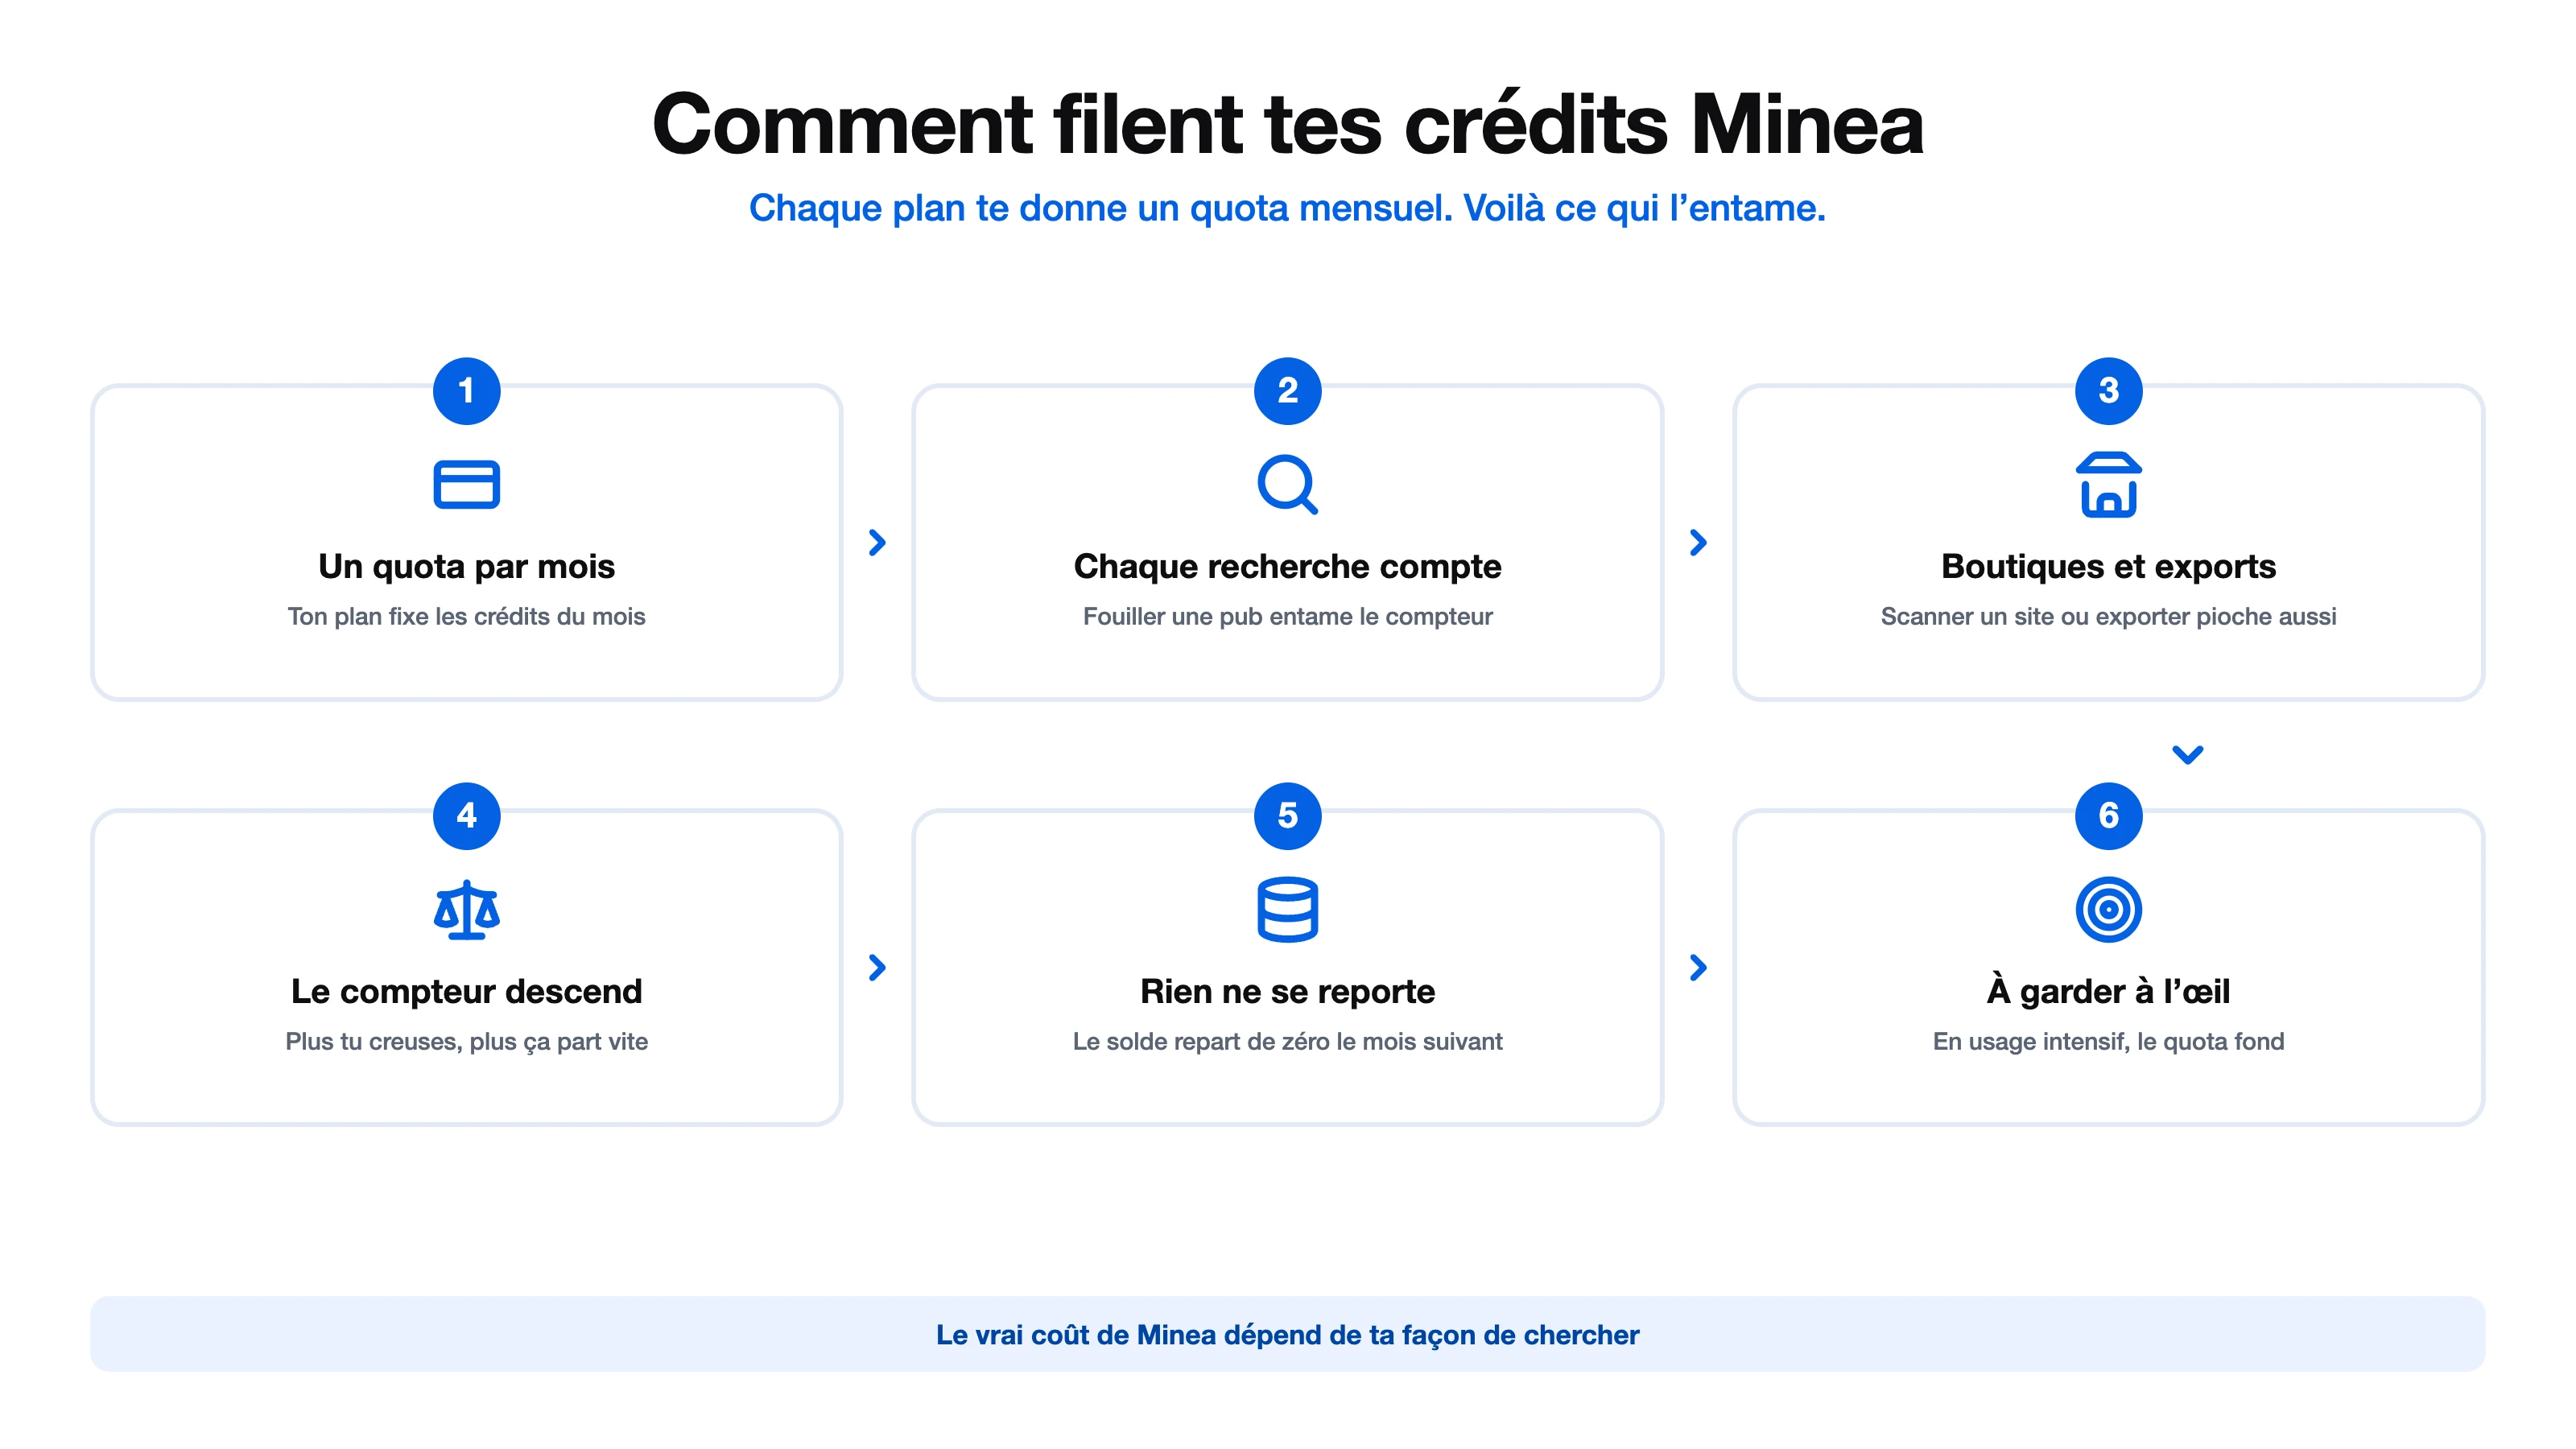 Comment filent tes crédits Minea
Chaque plan te donne un quota mensuel. Voilà ce qui l’entame.
1
Un quota par mois
Ton plan fixe les crédits du mois
2
Chaque recherche compte
Fouiller une pub entame le compteur
3
Boutiques et exports
Scanner un site ou exporter pioche aussi
4
Le compteur descend
Plus tu creuses, plus ça part vite
5
Rien ne se reporte
Le solde repart de zéro le mois suivant
6
À garder à l’œil
En usage intensif, le quota fond
Le vrai coût de Minea dépend de ta façon de chercher